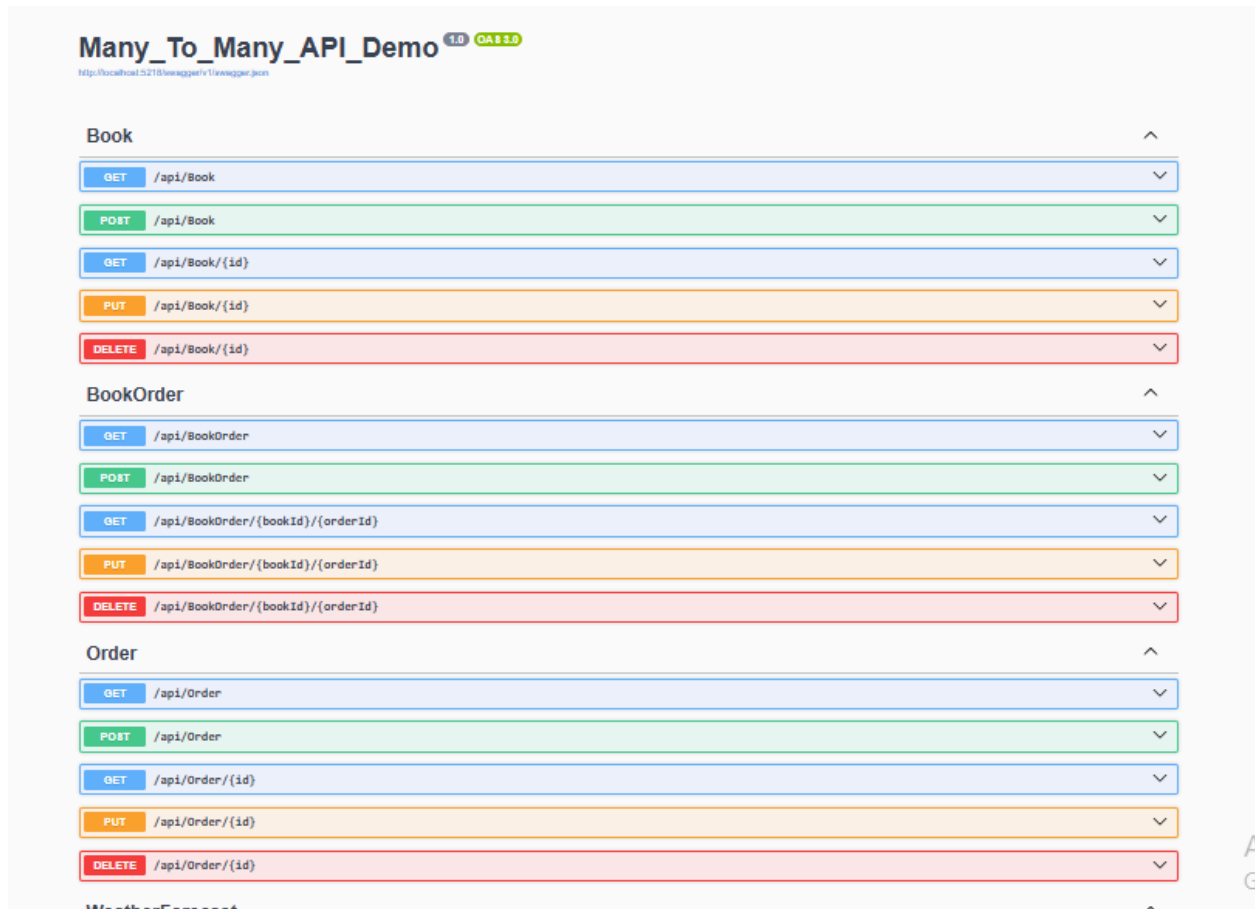 Many_To_Many_API_Demo 1.0 OAS 3.0
http://localhost:5218/swagger/v1/swagger.json
Book
GET /api/Book
POST /api/Book
GET /api/Book/{id}
PUT /api/Book/{id}
DELETE /api/Book/{id}
BookOrder
GET /api/BookOrder
POST /api/BookOrder
GET /api/BookOrder/{bookId}/{orderId}
PUT /api/BookOrder/{bookId}/{orderId}
DELETE /api/BookOrder/{bookId}/{orderId}
Order
GET /api/Order
POST /api/Order
GET /api/Order/{id}
PUT /api/Order/{id}
DELETE /api/Order/{id}
WeatherForecast